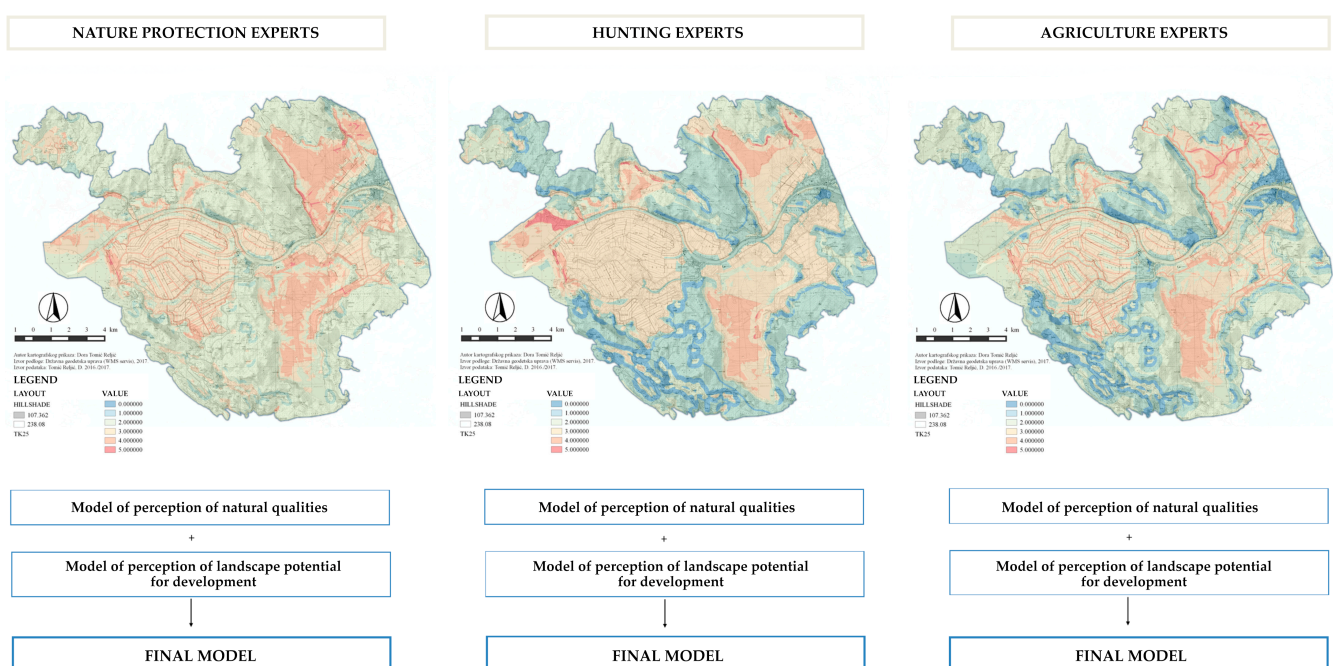 NATURE PROTECTION EXPERTS
HUNTING EXPERTS
AGRICULTURE EXPERTS
1 0 1 2 3 4 km
Autor kartografskog prikaza: Dora Tomić Reljić
Izvor podloge: Državna geodetska uprava (WMS servis), 2017
Izvor podataka: Tomić Reljić, D. 2016./2017.
LEGEND
LAYOUT
HILLSHADE
107.362
238.08
TK25
VALUE
0.000000
1.000000
2.000000
3.000000
4.000000
5.000000
1 0 1 2 3 4 km
Autor kartografskog prikaza: Dora Tomić Reljić
Izvor podloge: Državna geodetska uprava (WMS servis), 2017
Izvor podataka: Tomić Reljić, D. 2016./2017.
LEGEND
LAYOUT
HILLSHADE
107.362
238.08
TK25
VALUE
0.000000
1.000000
2.000000
3.000000
4.000000
5.000000
1 0 1 2 3 4 km
Autor kartografskog prikaza: Dora Tomić Reljić
Izvor podloge: Državna geodetska uprava (WMS servis), 2017
Izvor podataka: Tomić Reljić, D. 2016./2017.
LEGEND
LAYOUT
HILLSHADE
107.362
238.08
TK25
VALUE
0.000000
1.000000
2.000000
3.000000
4.000000
5.000000
Model of perception of natural qualities
+
Model of perception of landscape potential
for development
FINAL MODEL
Model of perception of natural qualities
+
Model of perception of landscape potential
for development
FINAL MODEL
Model of perception of natural qualities
+
Model of perception of landscape potential
for development
FINAL MODEL